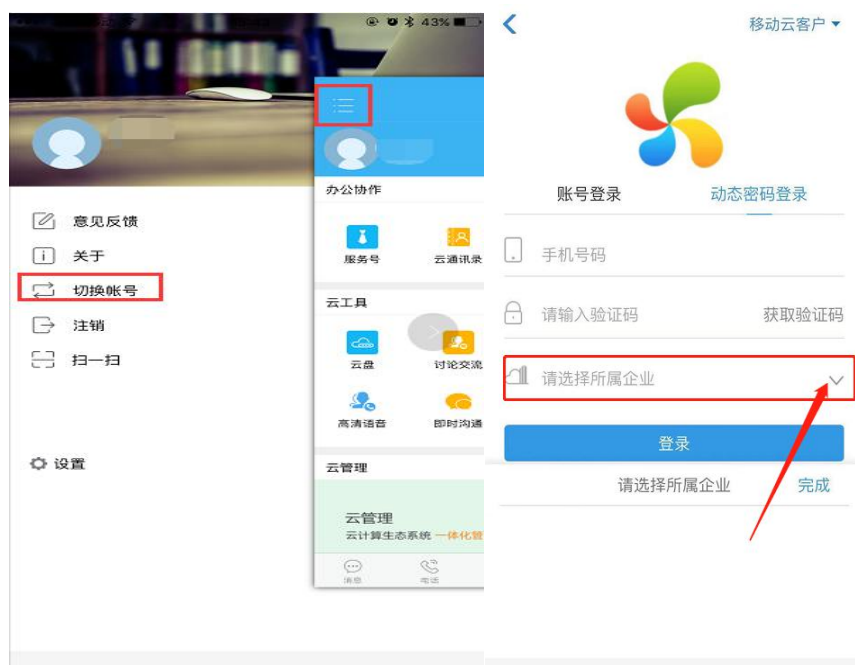 43%
意见反馈
关于
切换帐号
注销
扫一扫
设置
办公协作
服务号
云通讯录
云工具
云盘
讨论交流
高清语音
即时沟通
云管理
云管理
云计算生态系统 一体化管
消息
电话
移动云客户
账号登录
动态密码登录
手机号码
请输入验证码
获取验证码
请选择所属企业
登录
请选择所属企业
完成